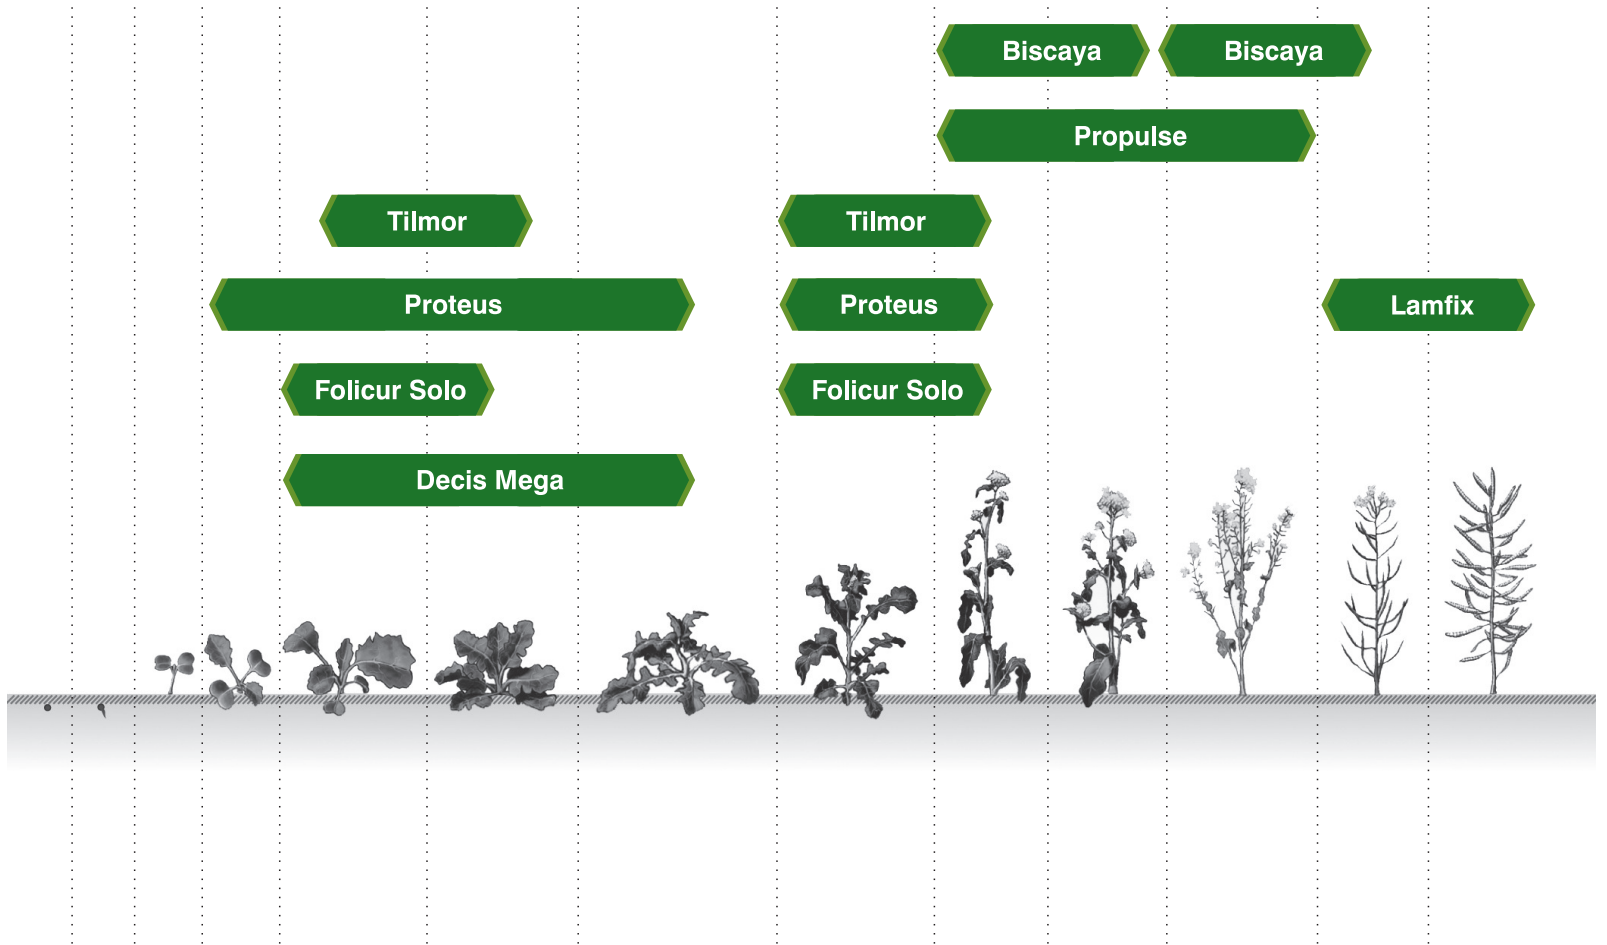 Biscaya
Biscaya
Propulse
Tilmor
Tilmor
Proteus
Proteus
Lamfix
Folicur Solo
Folicur Solo
Decis Mega